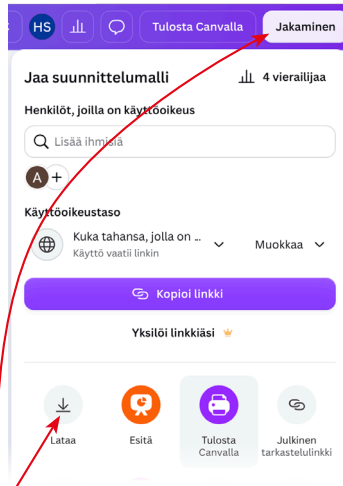 HS
Tulosta Canvalla
Jakaminen
Jaa suunnittelumalli
4 vierailijaa
Henkilöt, joilla on käyttöoikeus
Lisää ihmisiä
A +
Käyttöoikeustaso
Kuka tahansa, jolla on ...
Käyttö vaatii linkin
Muokkaa
Kopioi linkki
Yksilöi linkkiäsi
Lataa
Esitä
Tulosta
Canvalla
Julkinen
tarkastelulinkki